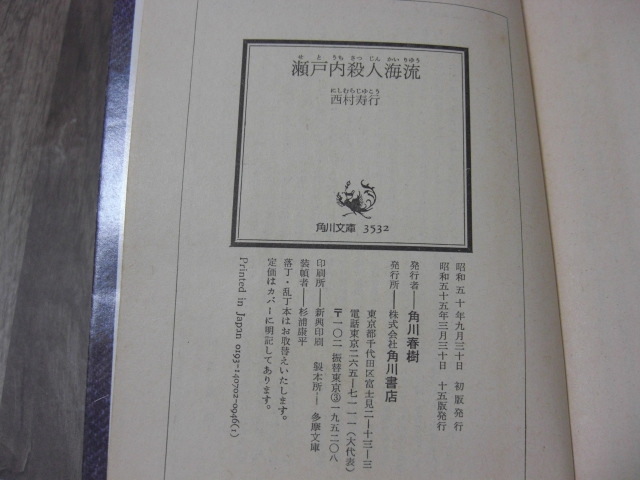 せとうちさつじんかいりゆう
瀬戸内殺人海流
にしむらじゆこう
西村寿行
角川文庫 3532
昭和五十年九月三十日 初版発行
昭和五十五年三月三十日 十五版発行
発行者――角川春樹
発行所――株式会社角川書店
東京都千代田区富士見二―十三―三
電話東京二六五―七一一一(大代表)
〒一〇二 振替東京③一九五二〇八
印刷所――新興印刷 製本所――多摩文庫
装幀者――杉浦康平
落丁・乱丁本はお取替えいたします。
定価はカバーに明記してあります。
Printed in Japan 0193-140702-0946(1)